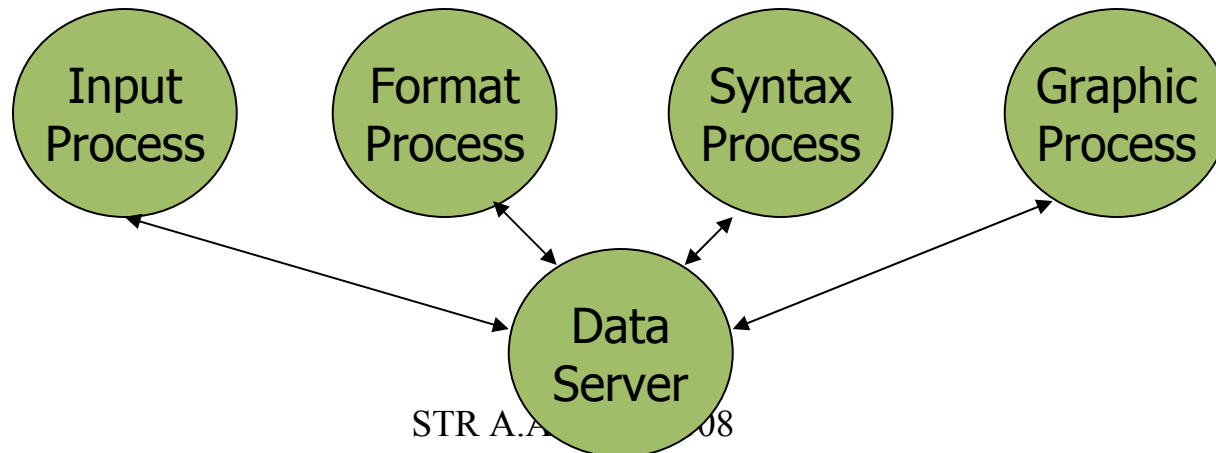 Input
Process
Format
Process
Syntax
Process
Graphic
Process
Data
Server
STR 08